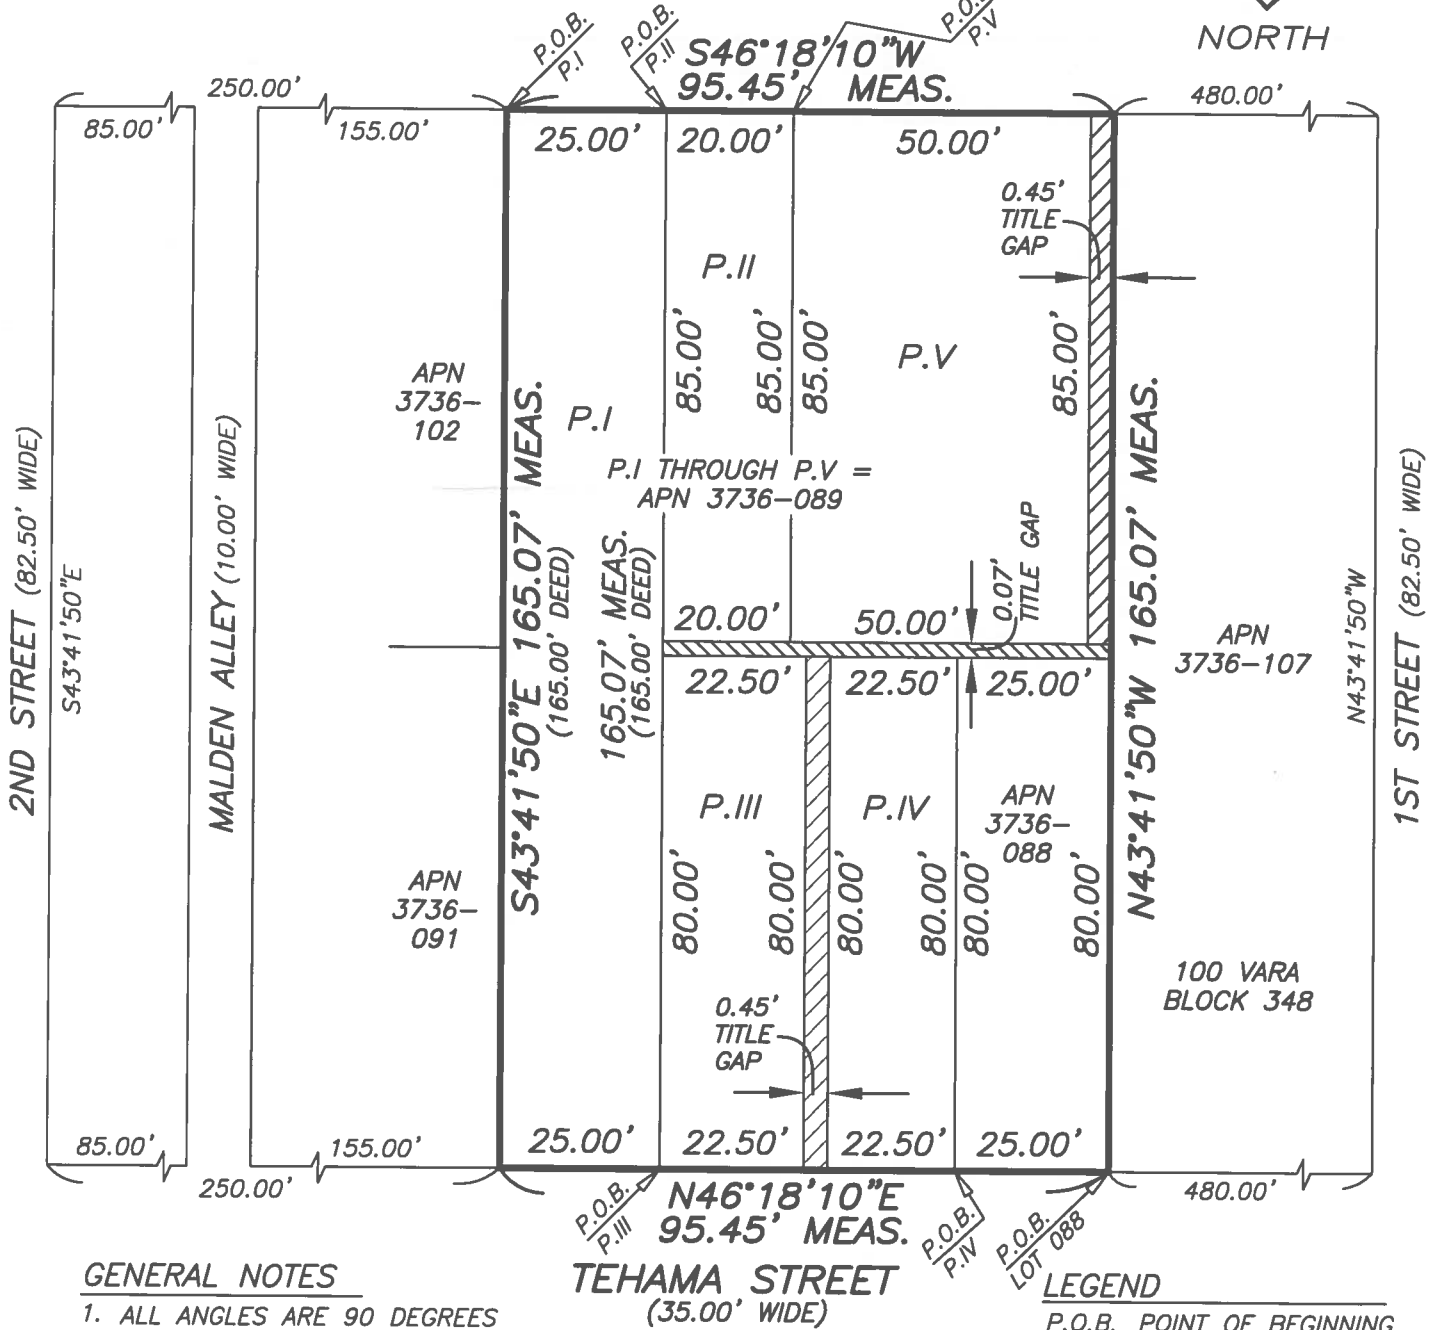 P.O.B.
P.I
P.O.B.
P.II
P.O.B.
P.V
NORTH
S46°18'10"W
95.45' MEAS.
250.00'
480.00'
85.00'
155.00'
25.00'
20.00'
50.00'
0.45'
TITLE
GAP
P.II
85.00'
85.00'
85.00'
P.V
85.00'
APN
3736-
102
P.I
P.I THROUGH P.V =
APN 3736-089
S43°41'50"E 165.07' MEAS.
(165.00' DEED)
165.07' MEAS.
(165.00' DEED)
N43°41'50"W 165.07' MEAS.
2ND STREET (82.50' WIDE)
S43°41'50"E
MALDEN ALLEY (10.00' WIDE)
0.07'
TITLE GAP
20.00'
50.00'
22.50'
22.50'
25.00'
APN
3736-107
N43°41'50"W
1ST STREET (82.50' WIDE)
P.III
P.IV
APN
3736-
088
80.00'
80.00'
80.00'
80.00'
80.00'
80.00'
APN
3736-
091
100 VARA
BLOCK 348
0.45'
TITLE
GAP
85.00'
155.00'
25.00'
22.50'
22.50'
25.00'
250.00'
480.00'
P.O.B.
P.III
N46°18'10"E
95.45' MEAS.
P.O.B.
P.IV
P.O.B.
LOT 088
TEHAMA STREET
(35.00' WIDE)
GENERAL NOTES
1. ALL ANGLES ARE 90 DEGREES
LEGEND
P.O.B. POINT OF BEGINNING